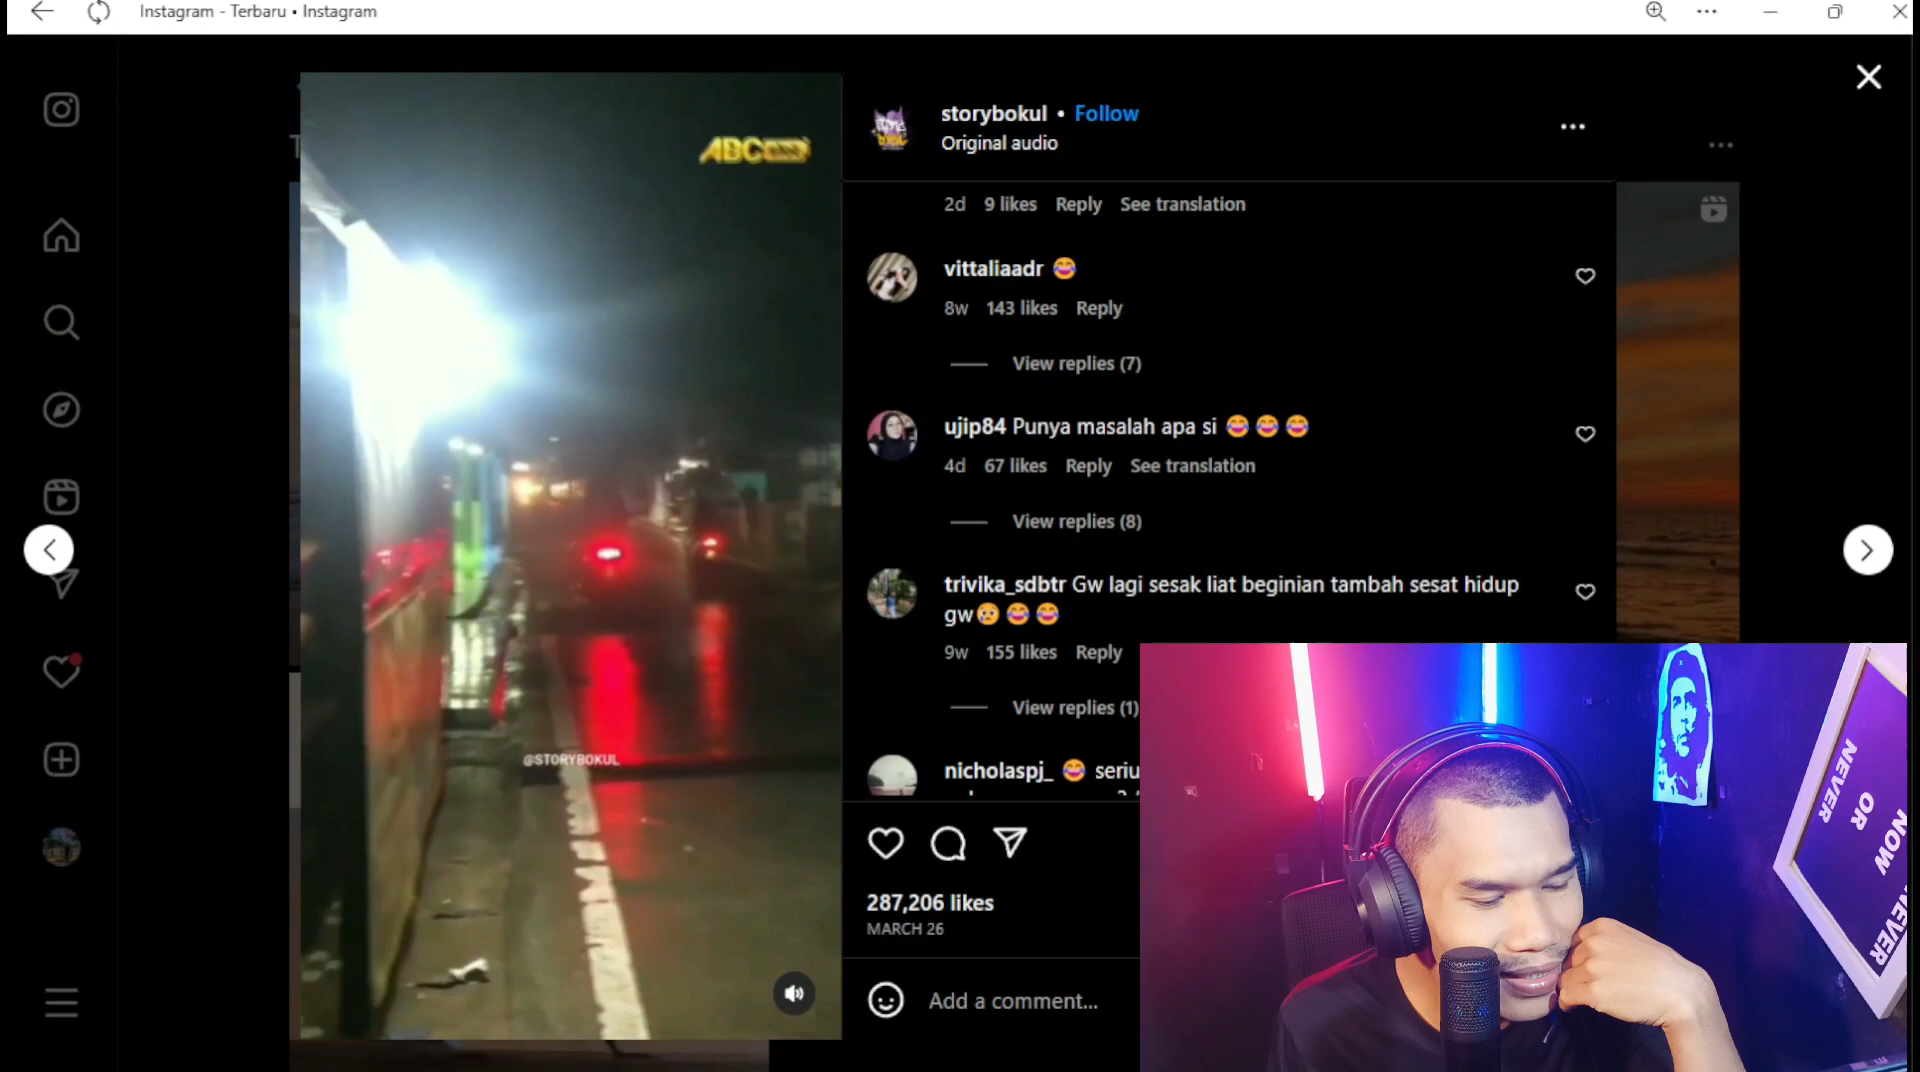 Instagram - Terbaru • Instagram
ABC
@STORYBOKUL
storybokul • Follow
Original audio
2d 9 likes Reply See translation
vittaliaadr 😂
8w 143 likes Reply
View replies (7)
ujip84 Punya masalah apa si 😂😂😂
4d 67 likes Reply See translation
View replies (8)
trivika_sdbtr Gw lagi sesak liat beginian tambah sesat hidup
gw😢😂😂
9w 155 likes Reply
View replies (1)
nicholaspj_ 😂 seriu
287,206 likes
MARCH 26
Add a comment...
NEVER
OR
NOW
NEVER